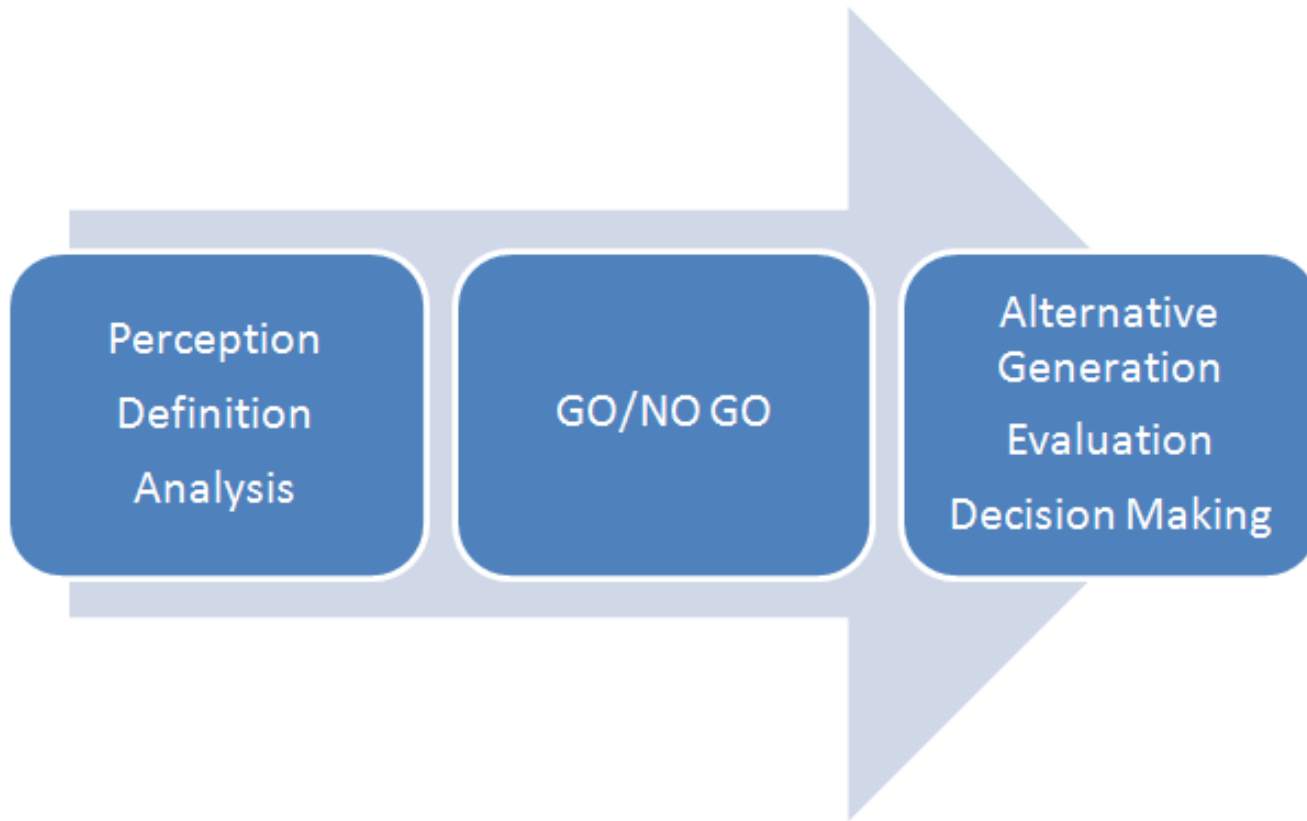 Perception
Definition
Analysis
GO/NO GO
Alternative
Generation
Evaluation
Decision Making